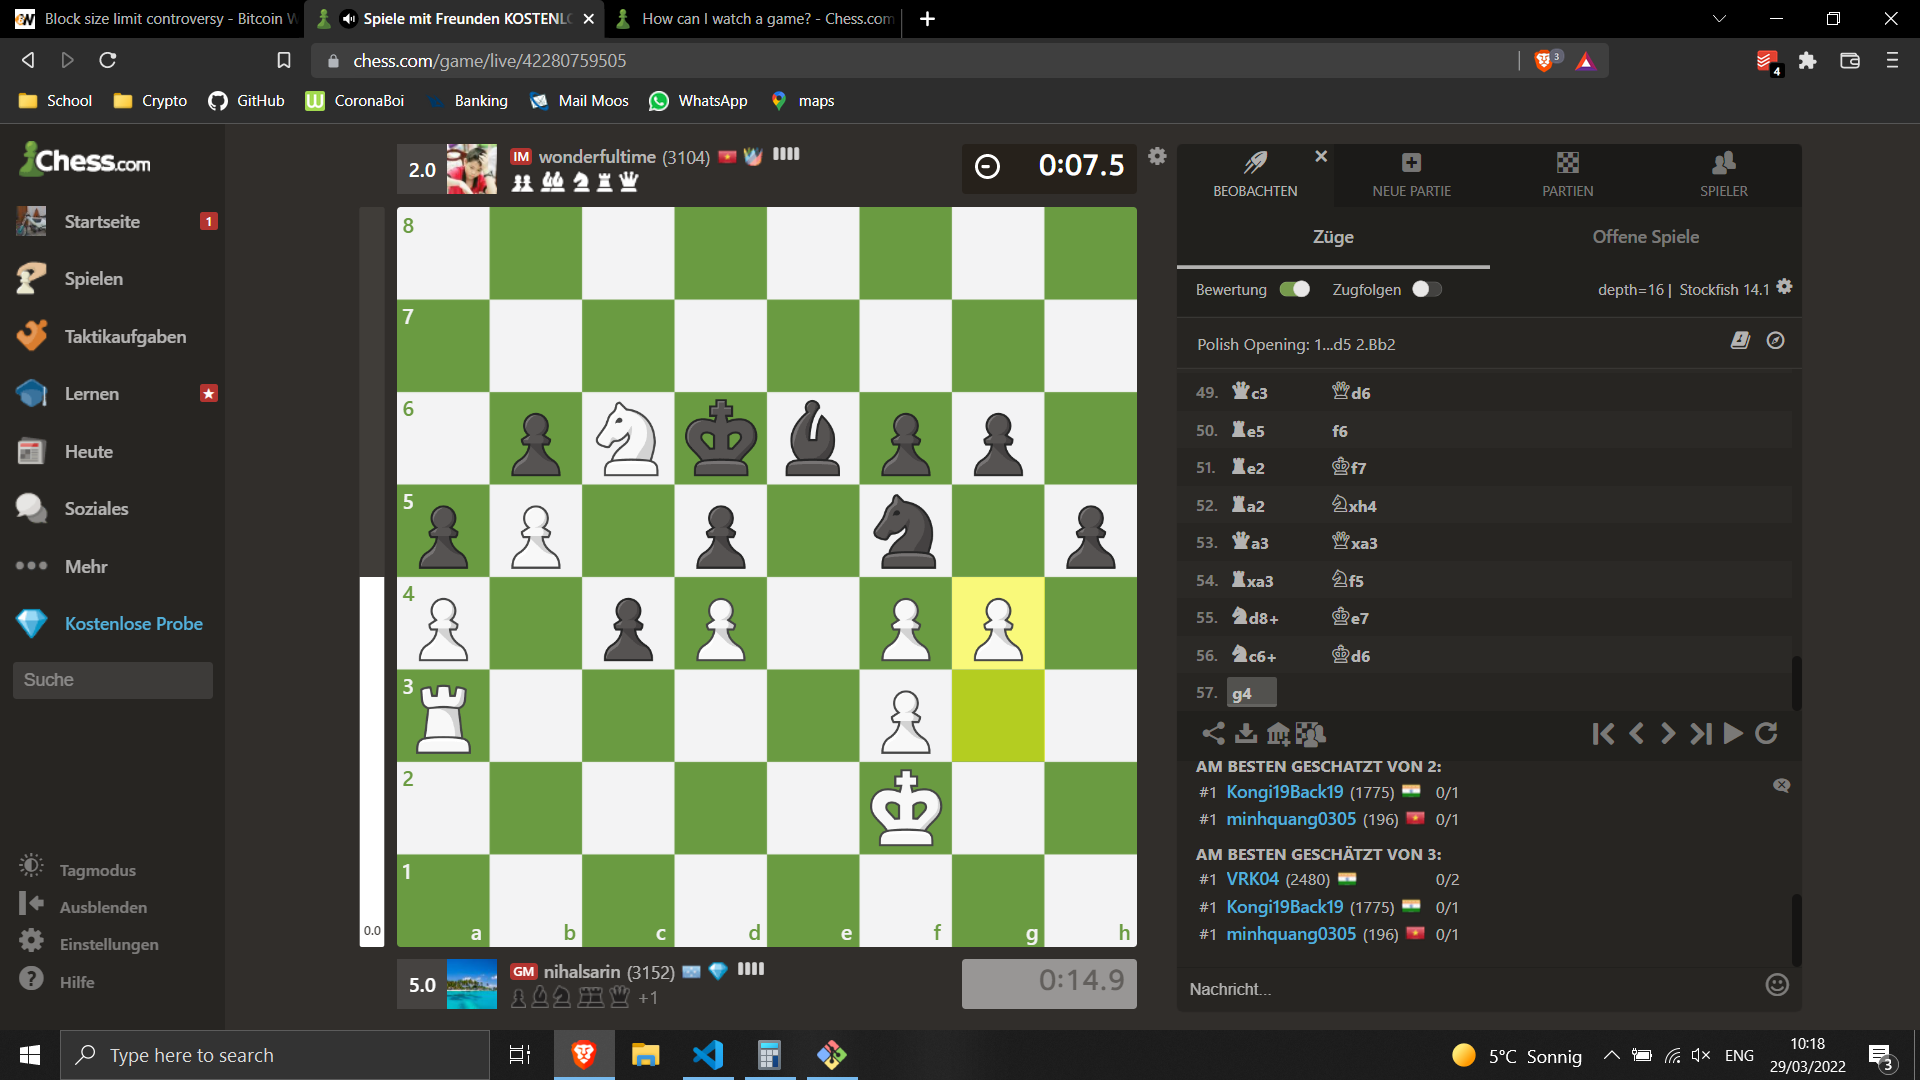 Block size limit controversy - Bitcoin W
Spiele mit Freunden KOSTENLO
How can I watch a game? - Chess.com
chess.com/game/live/42280759505
3
4
School
Crypto
GitHub
CoronaBoi
Banking
Mail Moos
WhatsApp
maps
Chess.com
Startseite
1
Spielen
Taktikaufgaben
Lernen
Heute
Soziales
Mehr
Kostenlose Probe
Suche
Tagmodus
Ausblenden
Einstellungen
Hilfe
2.0
IM wonderfultime (3104)
0:07.5
8
7
6
5
4
3
2
1
a b c d e f g h
0.0
5.0
GM nihalsarin (3152)
+1
0:14.9
BEOBACHTEN
NEUE PARTIE
PARTIEN
SPIELER
Züge
Offene Spiele
Bewertung
Zugfolgen
depth=16 | Stockfish 14.1
Polish Opening: 1...d5 2.Bb2
49. c3 d6
50. e5 f6
51. e2 f7
52. a2 xh4
53. a3 xa3
54. xa3 f5
55. d8+ e7
56. c6+ d6
57. g4
AM BESTEN GESCHÄTZT VON 2:
#1 Kongi19Back19 (1775) 0/1
#1 minhquang0305 (196) 0/1
AM BESTEN GESCHÄTZT VON 3:
#1 VRK04 (2480) 0/2
#1 Kongi19Back19 (1775) 0/1
#1 minhquang0305 (196) 0/1
Nachricht...
Type here to search
5°C Sonnig
ENG
10:18
29/03/2022
3